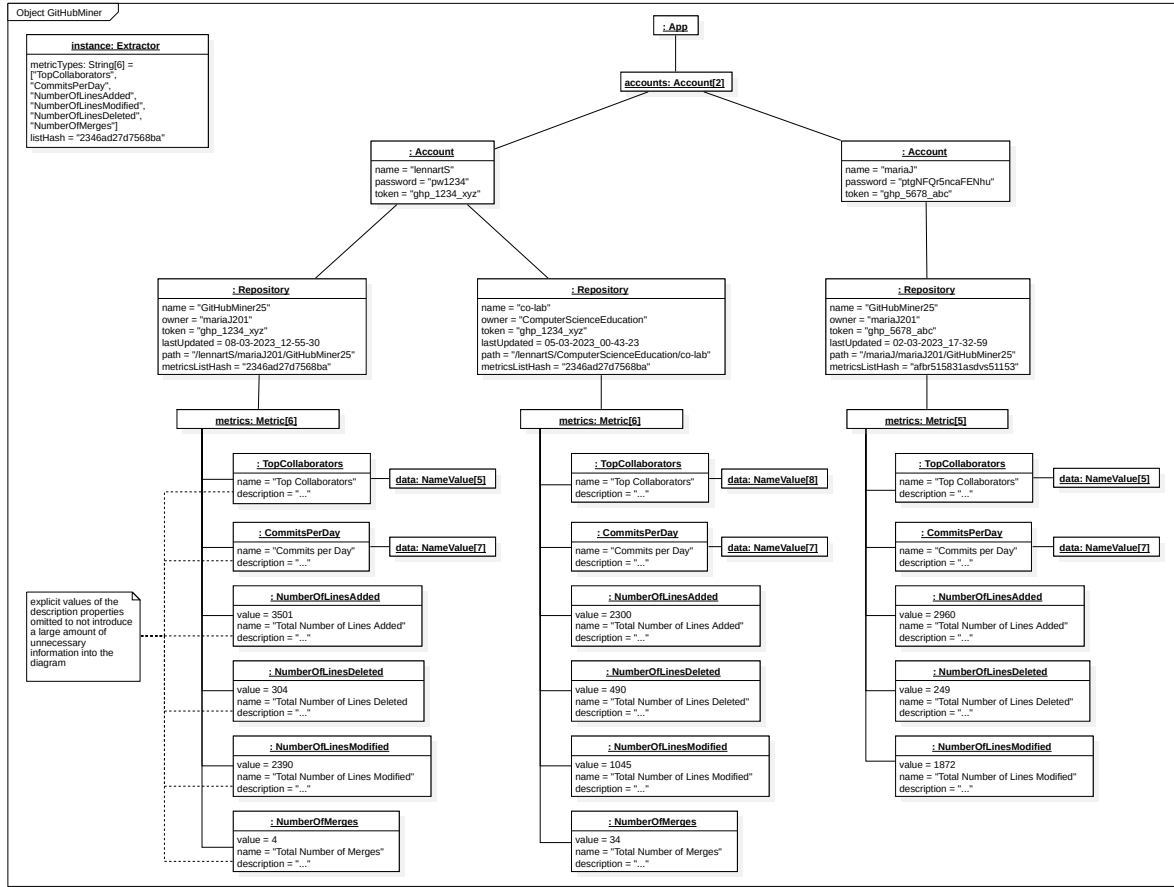 Object GitHubMiner
: App
instance: Extractor
metricTypes: String[6] =
["TopCollaborators",
"CommitsPerDay",
"NumberOfLinesAdded",
"NumberOfLinesModified",
"NumberOfLinesDeleted",
"NumberOfMerges"]
listHash = "2346ad27d7568ba"
accounts: Account[2]
: Account
name = "lennartS"
password = "pw1234"
token = "ghp_1234_xyz"
: Account
name = "mariaJ"
password = "ptgNFQr5ncaFENhu"
token = "ghp_5678_abc"
: Repository
name = "GitHubMiner25"
owner = "mariaJ201"
token = "ghp_1234_xyz"
lastUpdated = 08-03-2023_12-55-30
path = "/lennartS/mariaJ201/GitHubMiner25"
metricsListHash = "2346ad27d7568ba"
: Repository
name = "co-lab"
owner = "ComputerScienceEducation"
token = "ghp_1234_xyz"
lastUpdated = 05-03-2023_00-43-23
path = "/lennartS/ComputerScienceEducation/co-lab"
metricsListHash = "2346ad27d7568ba"
: Repository
name = "GitHubMiner25"
owner = "mariaJ201"
token = "ghp_5678_abc"
lastUpdated = 02-03-2023_17-32-59
path = "/mariaJ/mariaJ201/GitHubMiner25"
metricsListHash = "afbr515831asdvs51153"
metrics: Metric[6]
: TopCollaborators
name = "Top Collaborators"
description = "..."
data: NameValue[5]
: CommitsPerDay
name = "Commits per Day"
description = "..."
data: NameValue[7]
: NumberOfLinesAdded
value = 3501
name = "Total Number of Lines Added"
description = "..."
: NumberOfLinesDeleted
value = 304
name = "Total Number of Lines Deleted
description = "..."
: NumberOfLinesModified
value = 2390
name = "Total Number of Lines Modified"
description = "..."
: NumberOfMerges
value = 4
name = "Total Number of Merges"
description = "..."
explicit values of the
description properties
omitted to not introduce
a large amount of
unnecessary
information into the
diagram
metrics: Metric[6]
: TopCollaborators
name = "Top Collaborators"
description = "..."
data: NameValue[8]
: CommitsPerDay
name = "Commits per Day"
description = "..."
data: NameValue[7]
: NumberOfLinesAdded
value = 2300
name = "Total Number of Lines Added"
description = "..."
: NumberOfLinesDeleted
value = 490
name = "Total Number of Lines Deleted"
description = "..."
: NumberOfLinesModified
value = 1045
name = "Total Number of Lines Modified"
description = "..."
: NumberOfMerges
value = 34
name = "Total Number of Merges"
description = "..."
metrics: Metric[5]
: TopCollaborators
name = "Top Collaborators"
description = "..."
data: NameValue[5]
: CommitsPerDay
name = "Commits per Day"
description = "..."
data: NameValue[7]
: NumberOfLinesAdded
value = 2960
name = "Total Number of Lines Added"
description = "..."
: NumberOfLinesDeleted
value = 249
name = "Total Number of Lines Deleted"
description = "..."
: NumberOfLinesModified
value = 1872
name = "Total Number of Lines Modified"
description = "..."